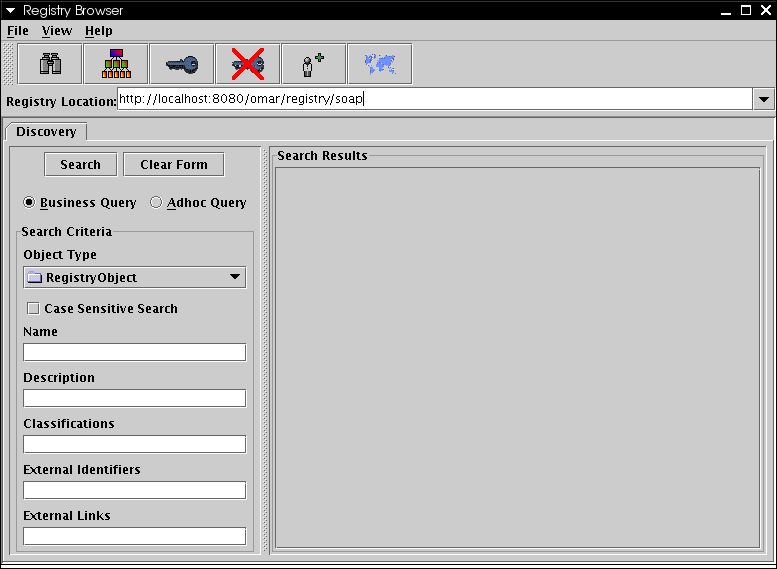 Registry Browser
File View Help
Registry Location: http://localhost:8080/omar/registry/soap
Discovery
Search Clear Form
Business Query Adhoc Query
Search Criteria
Object Type
RegistryObject
Case Sensitive Search
Name
Description
Classifications
External Identifiers
External Links
Search Results